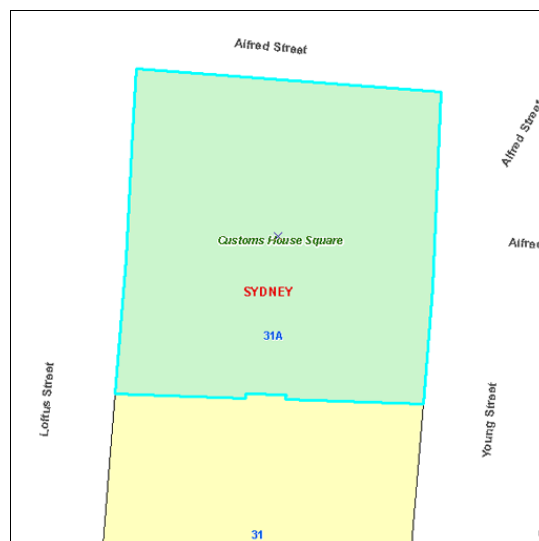 Alfred Street
Alfred Street
Alfred
Customs House Square
SYDNEY
31A
Loftus Street
Young Street
31